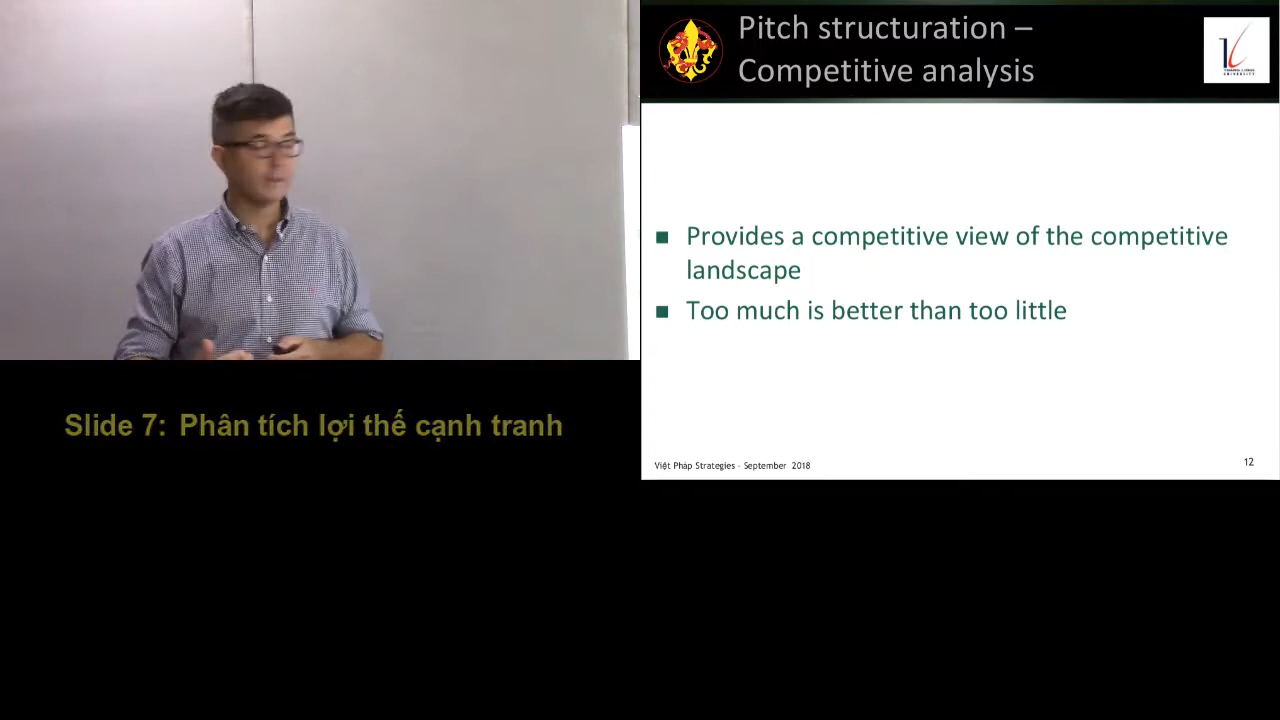 Pitch structuration –
Competitive analysis
Provides a competitive view of the competitive
landscape
Too much is better than too little
Việt Pháp Strategies - September 2018
12
Slide 7: Phân tích lợi thế cạnh tranh